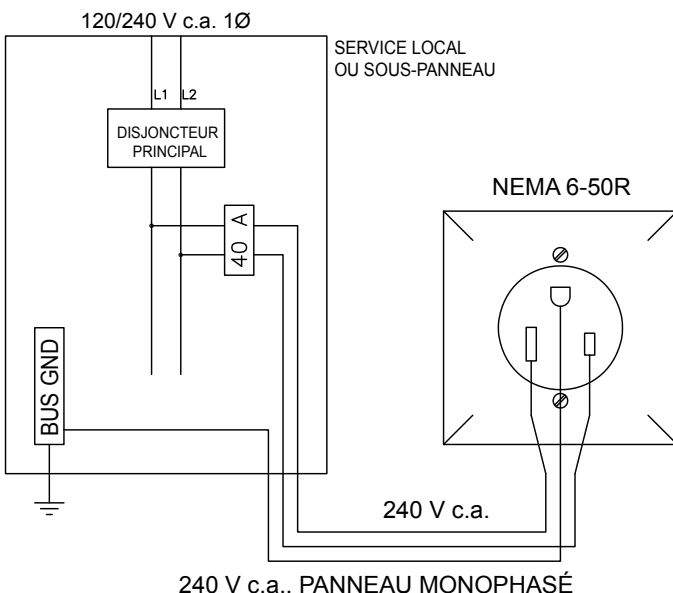 120/240 V c.a. 1Ø
SERVICE LOCAL
OU SOUS-PANNEAU
L1 L2
DISJONCTEUR
PRINCIPAL
NEMA 6-50R
40 A
BUS GND
240 V c.a.
240 V c.a.. PANNEAU MONOPHASÉ